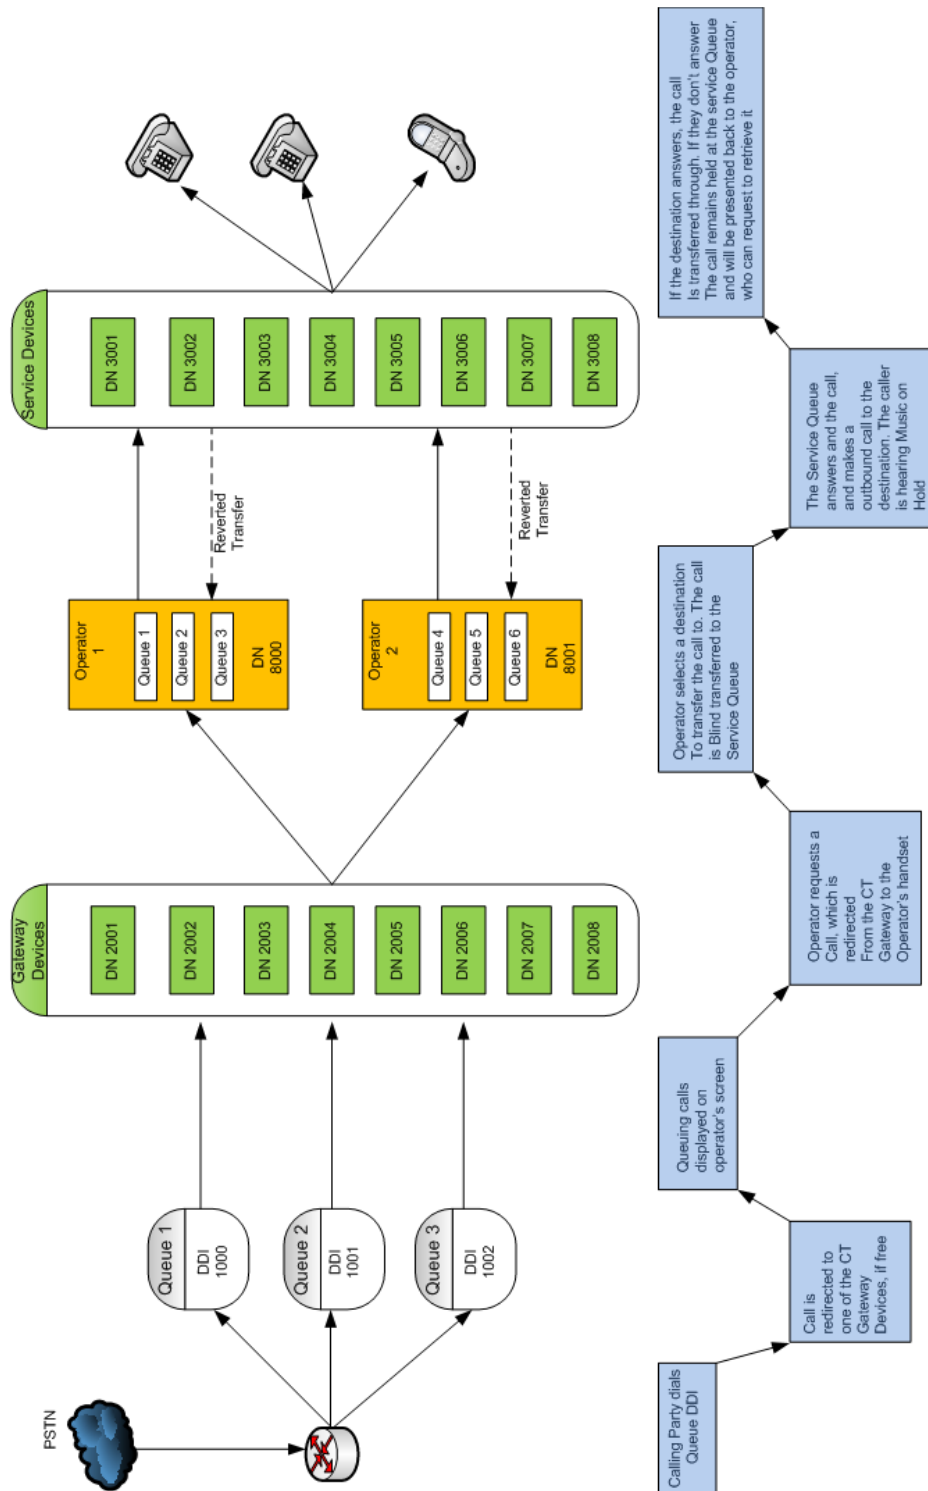 PSTN
Queue 1
DDI
1000
Queue 2
DDI
1001
Queue 3
DDI
1002
Gateway
Devices
DN 2001
DN 2002
DN 2003
DN 2004
DN 2005
DN 2006
DN 2007
DN 2008
Operator
1
Queue 1
Queue 2
Queue 3
DN
8000
Operator
2
Queue 4
Queue 5
Queue 6
DN
8001
Reverted
Transfer
Reverted
Transfer
Service Devices
DN 3001
DN 3002
DN 3003
DN 3004
DN 3005
DN 3006
DN 3007
DN 3008
Calling Party dials
Queue DDI
Call is
redirected to
one of the CT
Gateway
Devices, if free
Queuing calls
displayed on
operator's screen
Operator requests a
Call, which is
redirected
From the CT
Gateway to the
Operator's handset
Operator selects a destination
To transfer the call to. The call
is Blind transferred to the
Service Queue
The Service Queue
answers and the call,
and makes a
outbound call to the
destination. The caller
is hearing Music on
Hold
If the destination answers, the call
Is transferred through. If they don't answer
The call remains held at the service Queue
and will be presented back to the operator,
who can request to retrieve it